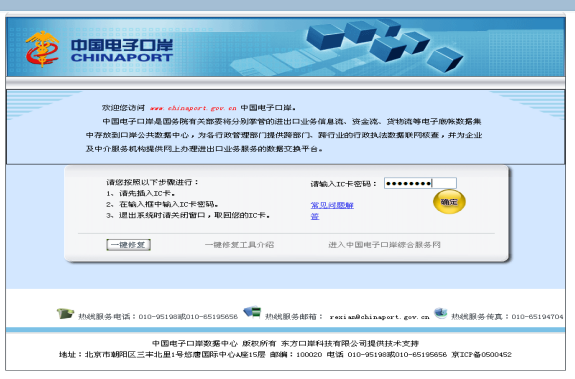 中国电子口岸
CHINAPORT
欢迎您访问 www.chinaport.gov.cn 中国电子口岸。
中国电子口岸是国务院有关部委将分别掌管的进出口业务信息流、资金流、货物流等电子底账数据集
中存放到口岸公共数据中心，为各行政管理部门提供跨部门、跨行业的行政执法数据联网核查，并为企业
及中介服务机构提供网上办理进出口业务服务的数据交换平台。
请您按照以下步骤进行：
1、请先插入IC卡。
2、在输入框中输入IC卡密码。
3、退出系统时请关闭窗口，取回您的IC卡。
请输入IC卡密码：
确定
常见问题解
答
一键修复 一键修复工具介绍 进入中国电子口岸综合服务网
热线服务电话：010-95198或010-65195656 热线服务邮箱： rexian@chinaport.gov.cn 热线服务传真：010-65194704
中国电子口岸数据中心 版权所有 东方口岸科技有限公司提供技术支持
地址：北京市朝阳区三丰北里1号悠唐国际中心A座15层 邮编：100020 电话 010-95198或010-65195656 京ICP备0500452